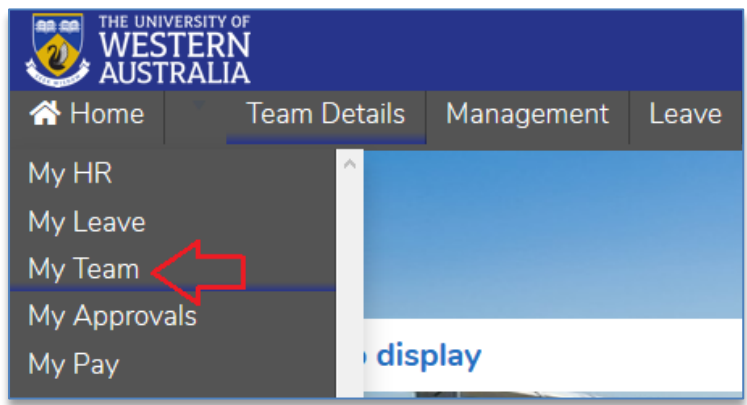 THE UNIVERSITY OF
WESTERN
AUSTRALIA
Home Team Details Management Leave
My HR
My Leave
My Team
My Approvals
My Pay
display